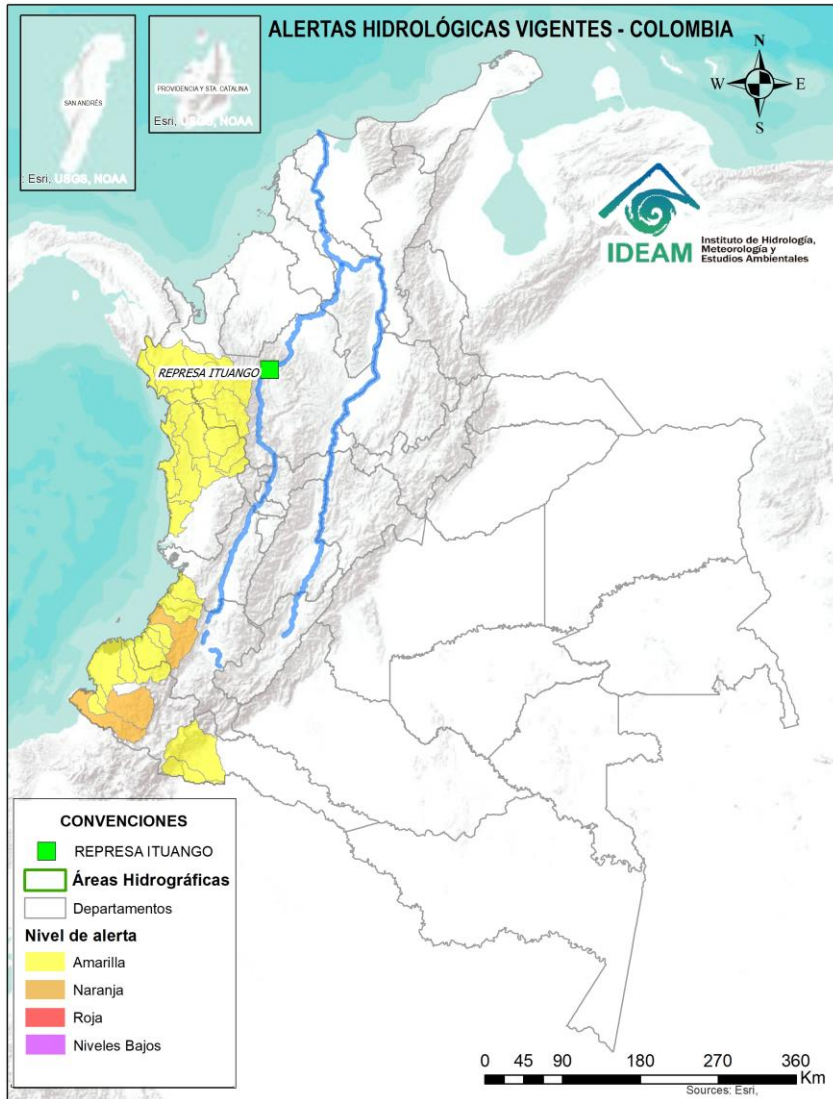 ALERTAS HIDROLÓGICAS VIGENTES - COLOMBIA
SAN ANDRÉS
Esri, USGS, NOAA
PROVIDENCIA Y STA. CATALINA
Esri, USGS, NOAA
N
W
E
S
IDEAM
Instituto de Hidrología,
Meteorología y
Estudios Ambientales
REPRESA ITUANGO
CONVENCIONES
REPRESA ITUANGO
Áreas Hidrográficas
Departamentos
Nivel de alerta
Amarilla
Naranja
Roja
Niveles Bajos
0 45 90 180 270 360
Km
Sources: Esri,